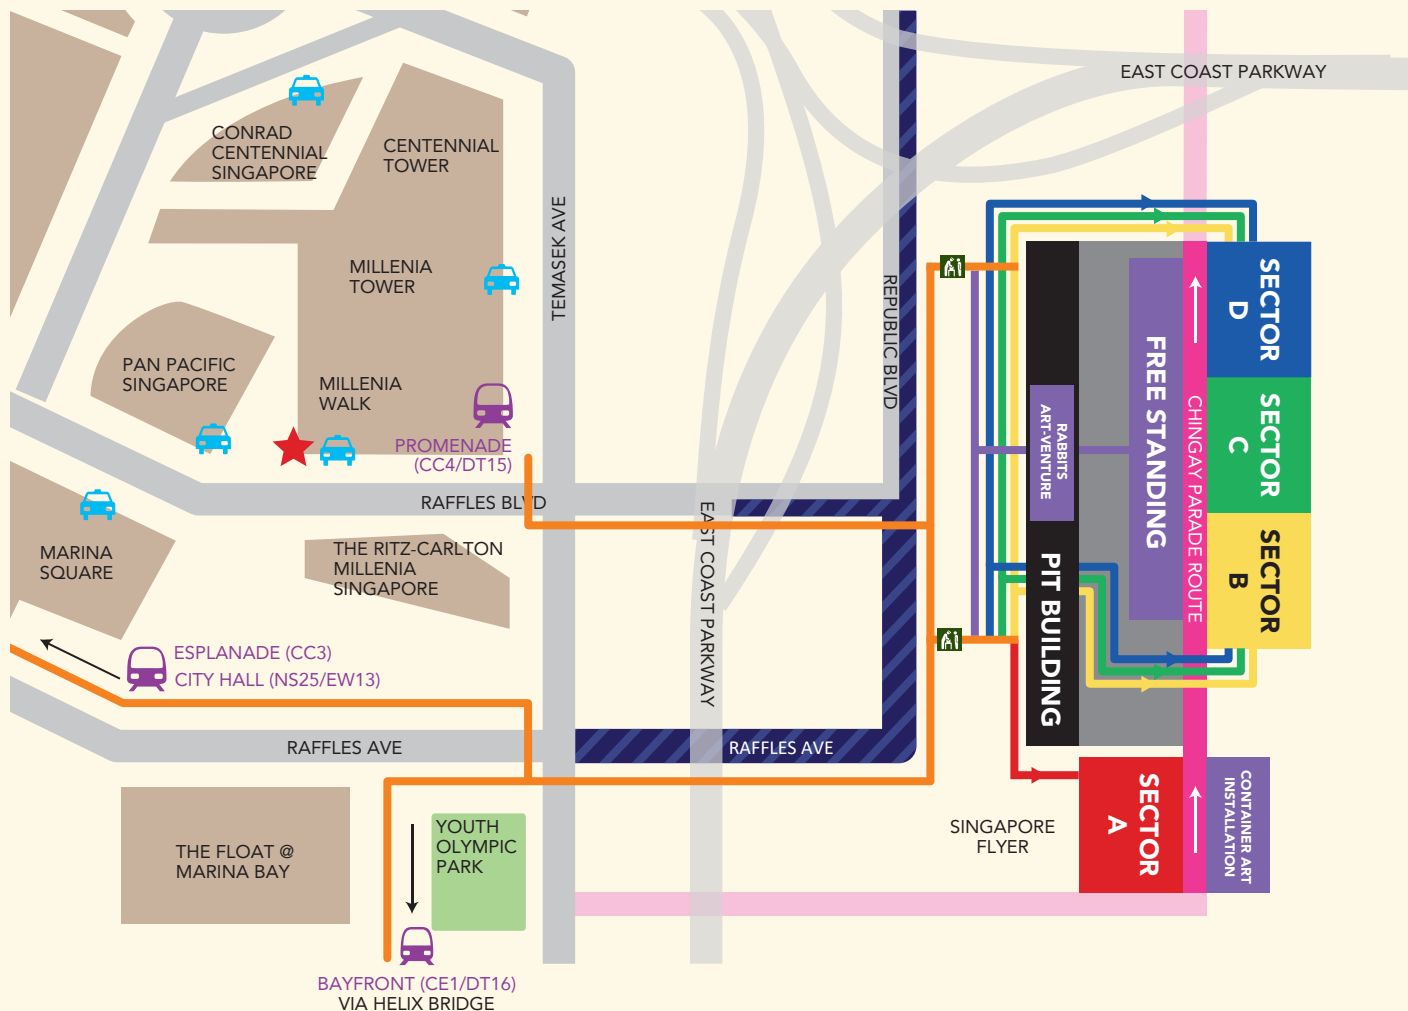 EAST COAST PARKWAY
CONRAD
CENTENNIAL
SINGAPORE
CENTENNIAL
TOWER
TEMASEK AVE
MILLENIA
TOWER
REPUBLIC BLVD
PAN PACIFIC
SINGAPORE
MILLENIA
WALK
PROMENADE
(CC4/DT15)
RAFFLES BLVD
EAST COAST PARKWAY
MARINA
SQUARE
THE RITZ-CARLTON
MILLENIA
SINGAPORE
ESPLANADE (CC3)
CITY HALL (NS25/EW13)
RAFFLES AVE
RAFFLES AVE
THE FLOAT @
MARINA BAY
YOUTH
OLYMPIC
PARK
BAYFRONT (CE1/DT16)
VIA HELIX BRIDGE
SINGAPORE
FLYER
RABBITS
ART-VENTURE
PIT BUILDING
FREE STANDING
CHINGAY PARADE ROUTE
SECTOR
D
SECTOR
C
SECTOR
B
SECTOR
A
CONTAINER ART
INSTALLATION